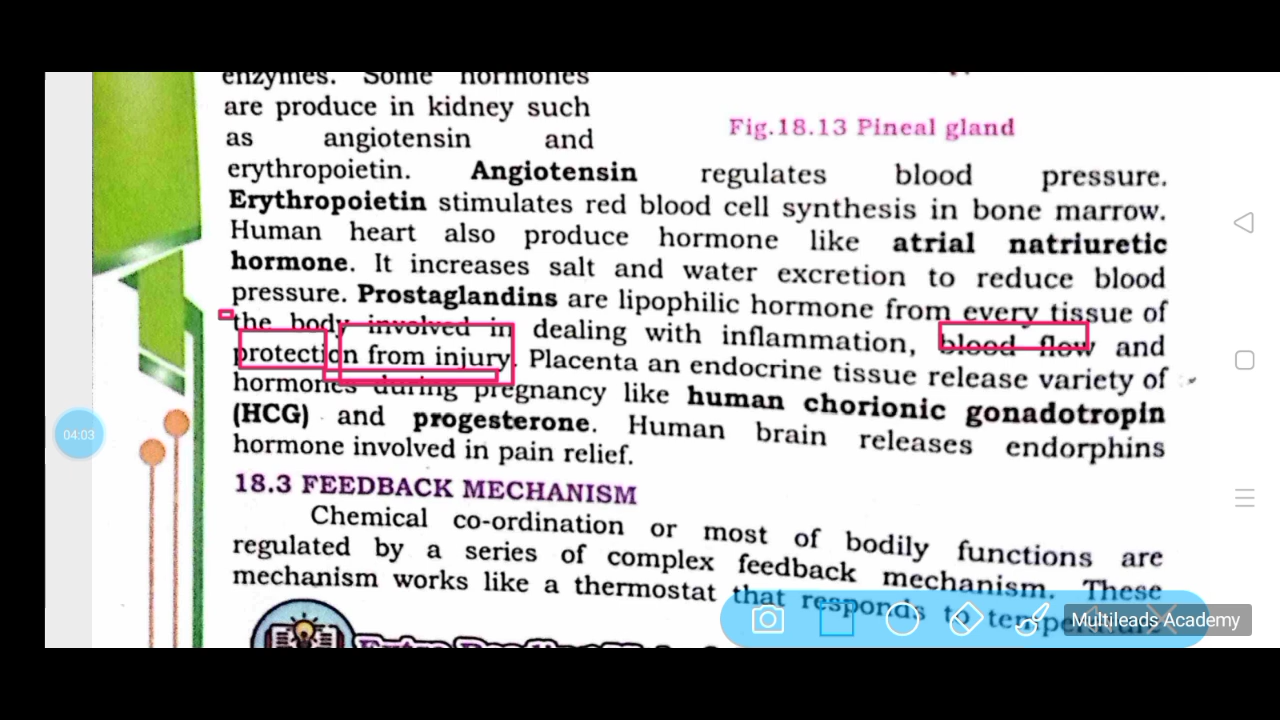 enzymes. Some hormones
are produce in kidney such
as angiotensin and
Fig.18.13 Pineal gland
erythropoietin. Angiotensin regulates blood pressure.
Erythropoietin stimulates red blood cell synthesis in bone marrow.
Human heart also produce hormone like atrial natriuretic
hormone. It increases salt and water excretion to reduce blood
pressure. Prostaglandins are lipophilic hormone from every tissue of
the body involved in dealing with inflammation, blood flow and
protection from injury. Placenta an endocrine tissue release variety of
hormones during pregnancy like human chorionic gonadotropin
(HCG) and progesterone. Human brain releases endorphins
hormone involved in pain relief.
04:03
18.3 FEEDBACK MECHANISM
Chemical co-ordination or most of bodily functions are
regulated by a series of complex feedback mechanism. These
mechanism works like a thermostat that responds to temperature
Multileads Academy